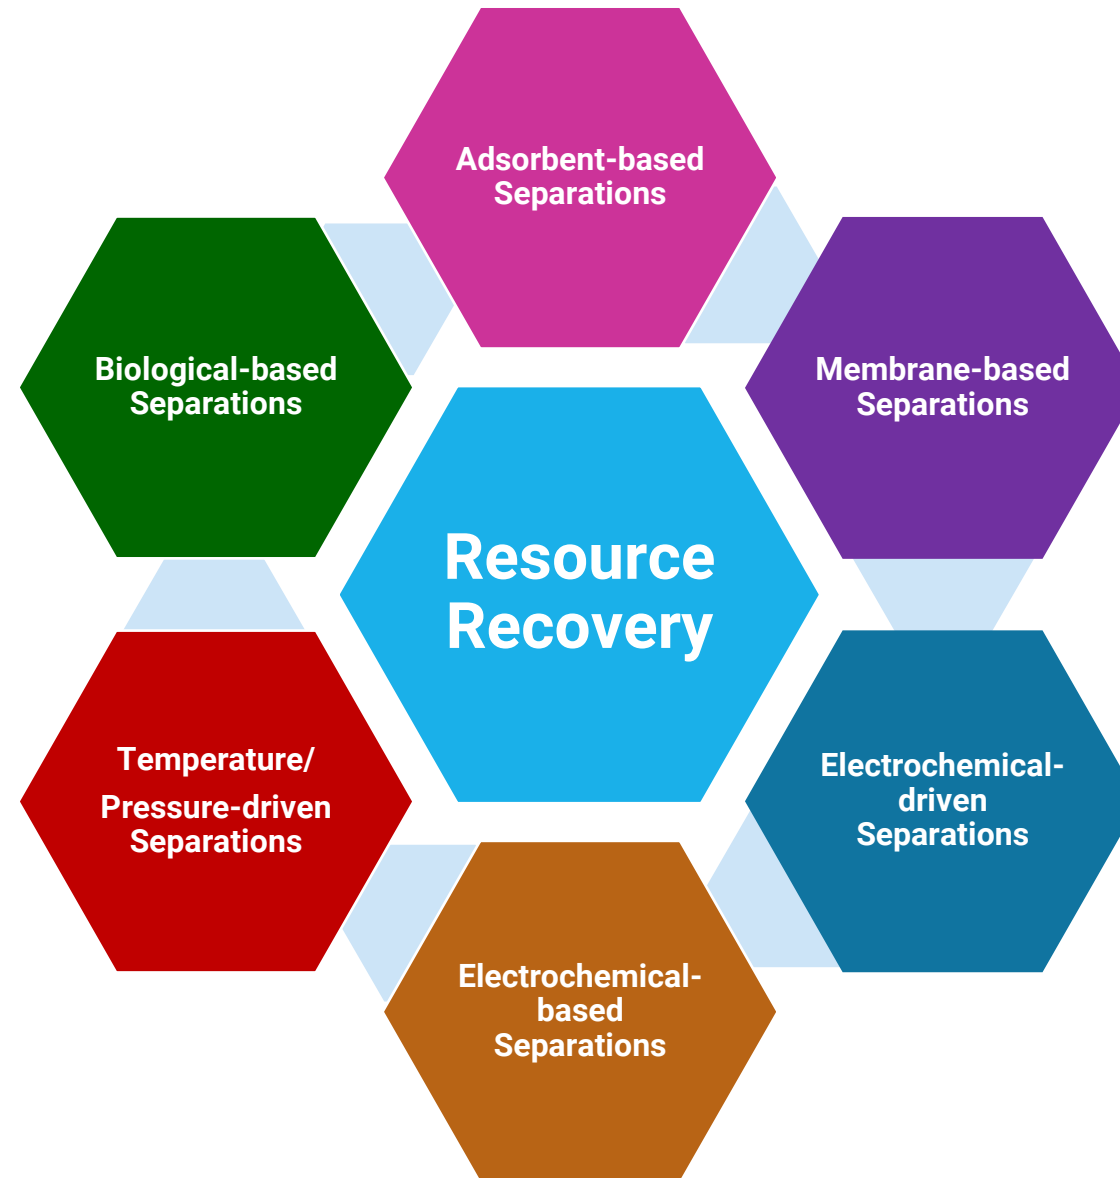 Adsorbent-based
Separations
Biological-based
Separations
Membrane-based
Separations
Resource
Recovery
Temperature/
Pressure-driven
Separations
Electrochemical-
driven
Separations
Electrochemical-
based
Separations